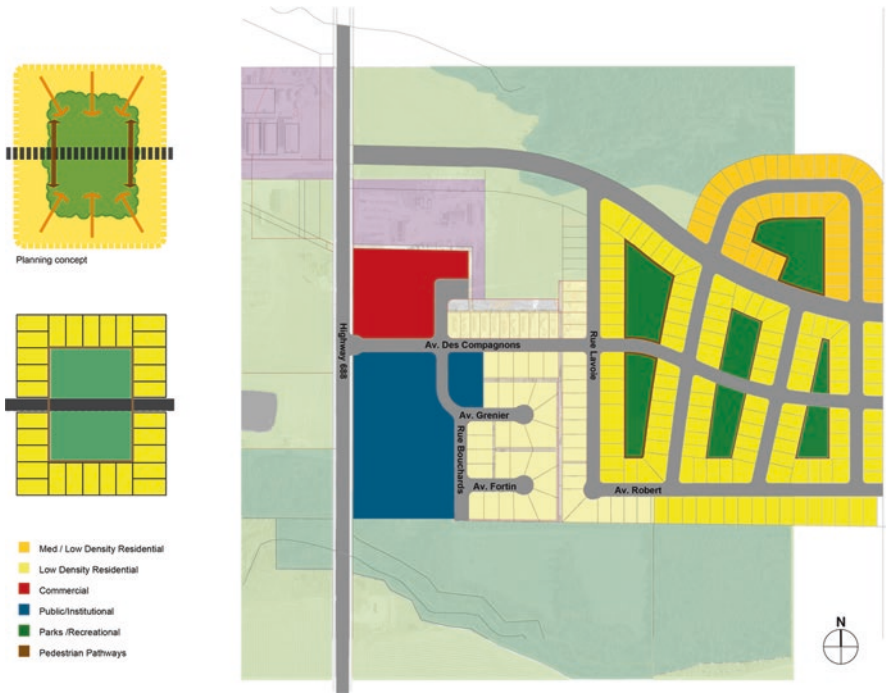 Planning concept
Med / Low Density Residential
Low Density Residential
Commercial
Public/Institutional
Parks /Recreational
Pedestrian Pathways
Highway 688
Av. Des Compagnons
Rue Lavoie
Av. Grenier
Rue Bouchards
Av. Fortin
Av. Robert
N